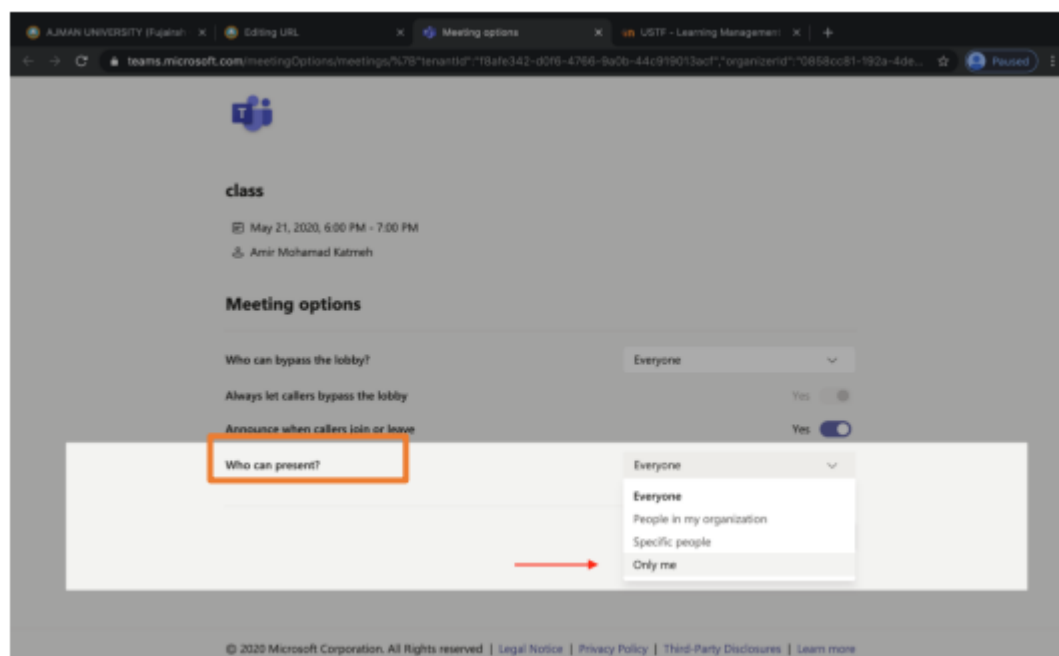 AJMAN UNIVERSITY (Fujairah
Editing URL
Meeting options
USTF - Learning Management
teams.microsoft.com/meetingOptions/meetings/%7B"tenantId":"f8afe342-d0f6-4766-9a0b-44c919013acf","organizerId":"0858cc81-192a-4de...
Paused
class
May 21, 2020, 6:00 PM - 7:00 PM
Amir Mohamad Katmeh
Meeting options
Who can bypass the lobby? Everyone
Always let callers bypass the lobby Yes
Announce when callers join or leave Yes
Who can present? Everyone
Everyone
People in my organization
Specific people
Only me
© 2020 Microsoft Corporation. All Rights reserved | Legal Notice | Privacy Policy | Third-Party Disclosures | Learn more